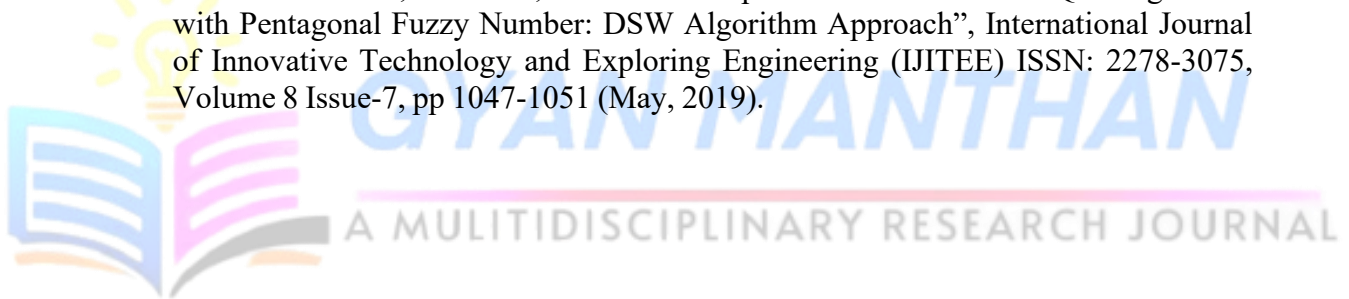 with Pentagonal Fuzzy Number: DSW Algorithm Approach”, International Journal
of Innovative Technology and Exploring Engineering (IJITEE) ISSN: 2278-3075,
Volume 8 Issue-7, pp 1047-1051 (May, 2019).
GYAN MANTHAN
A MULITIDISCIPLINARY RESEARCH JOURNAL